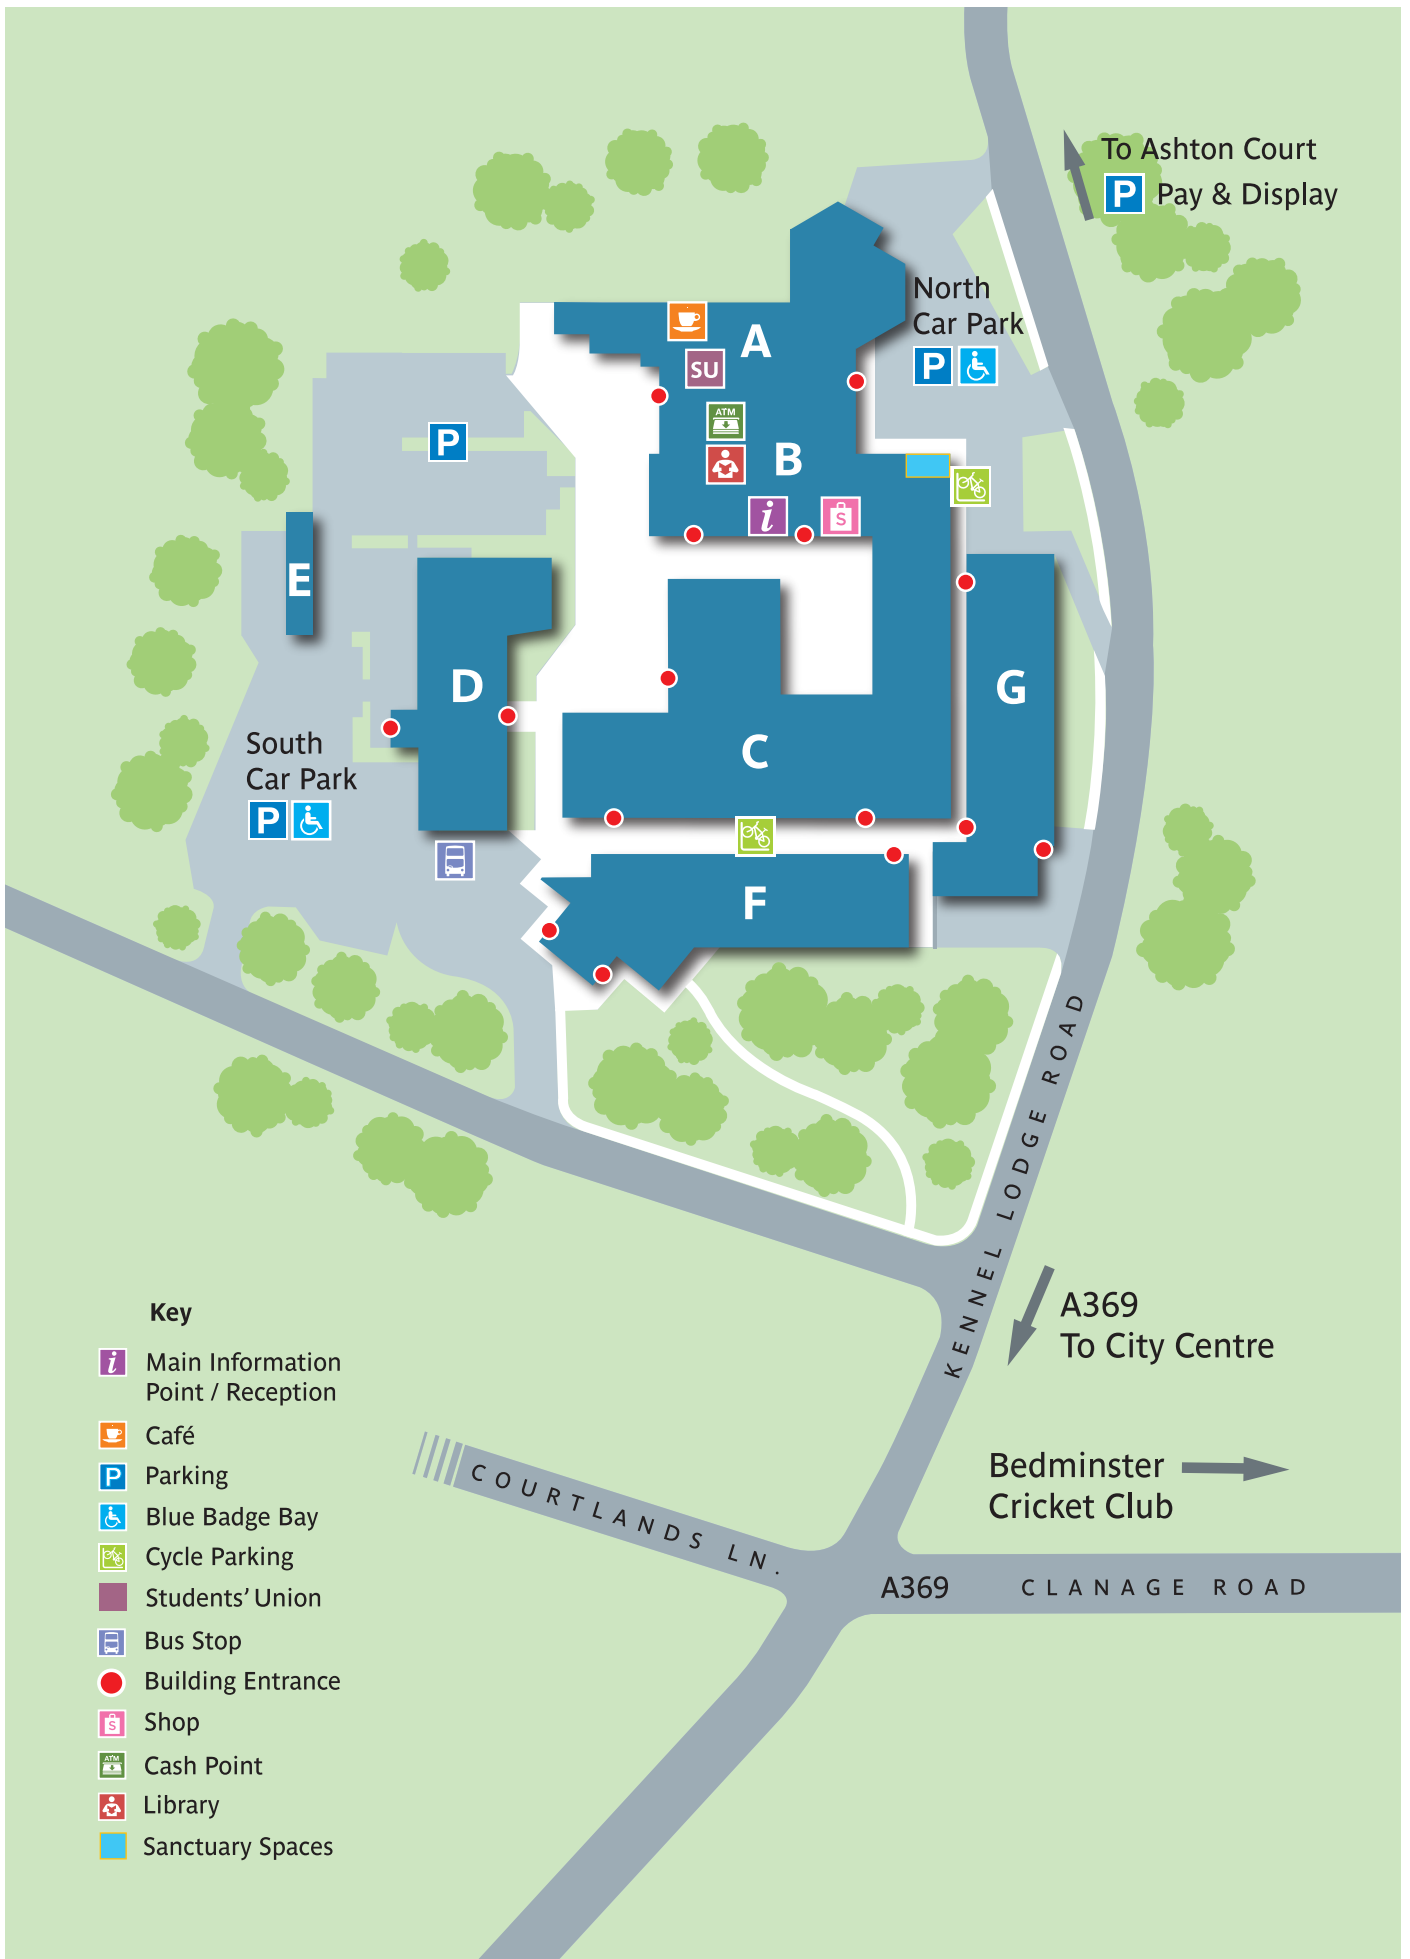 To Ashton Court
P Pay & Display
North
Car Park
P
A
SU
ATM
B
i
S
P
E
D
G
C
South
Car Park
P
F
KENNEL LODGE ROAD
A369
To City Centre
Bedminster
Cricket Club
COURTLANDS LN.
A369 CLANAGE ROAD
Key
i Main Information
Point / Reception
Café
P Parking
Blue Badge Bay
Cycle Parking
Students' Union
Bus Stop
Building Entrance
S Shop
ATM Cash Point
Library
Sanctuary Spaces